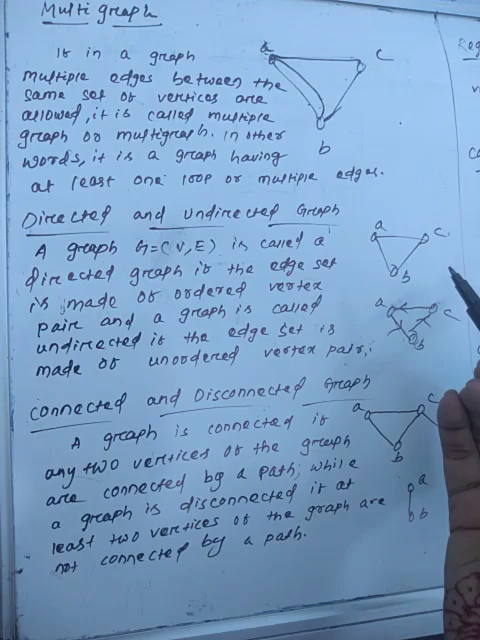 Multi graph
If in a graph
multiple edges between the
same set of vertices are
allowed, it is called multiple
graph or multigraph. In other
words, it is a graph having
at least one loop or multiple edges.
a
c
b
Directed and Undirected Graph
A graph G=(V,E) is called a
directed graph if the edge set
is made of ordered vertex
pair and a graph is called
undirected if the edge set is
made of unordered vertex pair,
a
c
b
a
c
b
Connected and Disconnected Graph
A graph is connected if
any two vertices of the graph
are connected by a path; while
a graph is disconnected if at
least two vertices of the graph are
not connected by a path.
a
c
b
a
b
Reg